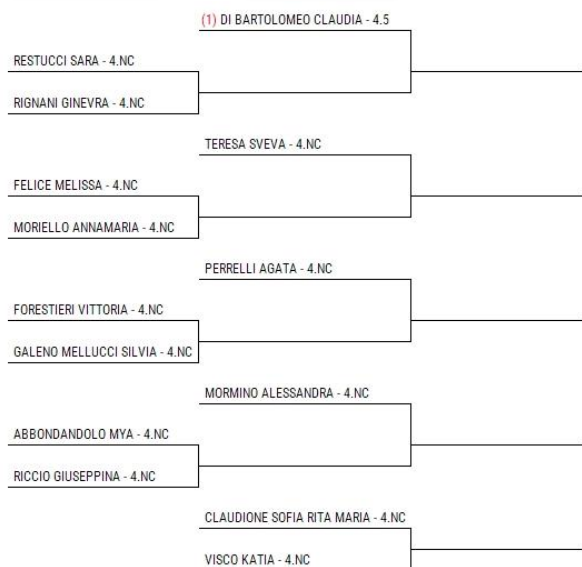 (1) DI BARTOLOMEO CLAUDIA - 4.5
RESTUCCI SARA - 4.NC
RIGNANI GINEVRA - 4.NC
TERESA SVEVA - 4.NC
FELICE MELISSA - 4.NC
MORIELLO ANNAMARIA - 4.NC
PERRELLI AGATA - 4.NC
FORESTIERI VITTORIA - 4.NC
GALENO MELLUCCI SILVIA - 4.NC
MORMINO ALESSANDRA - 4.NC
ABBONDANDOLO MYA - 4.NC
RICCIO GIUSEPPINA - 4.NC
CLAUDIONE SOFIA RITA MARIA - 4.NC
VISCO KATIA - 4.NC